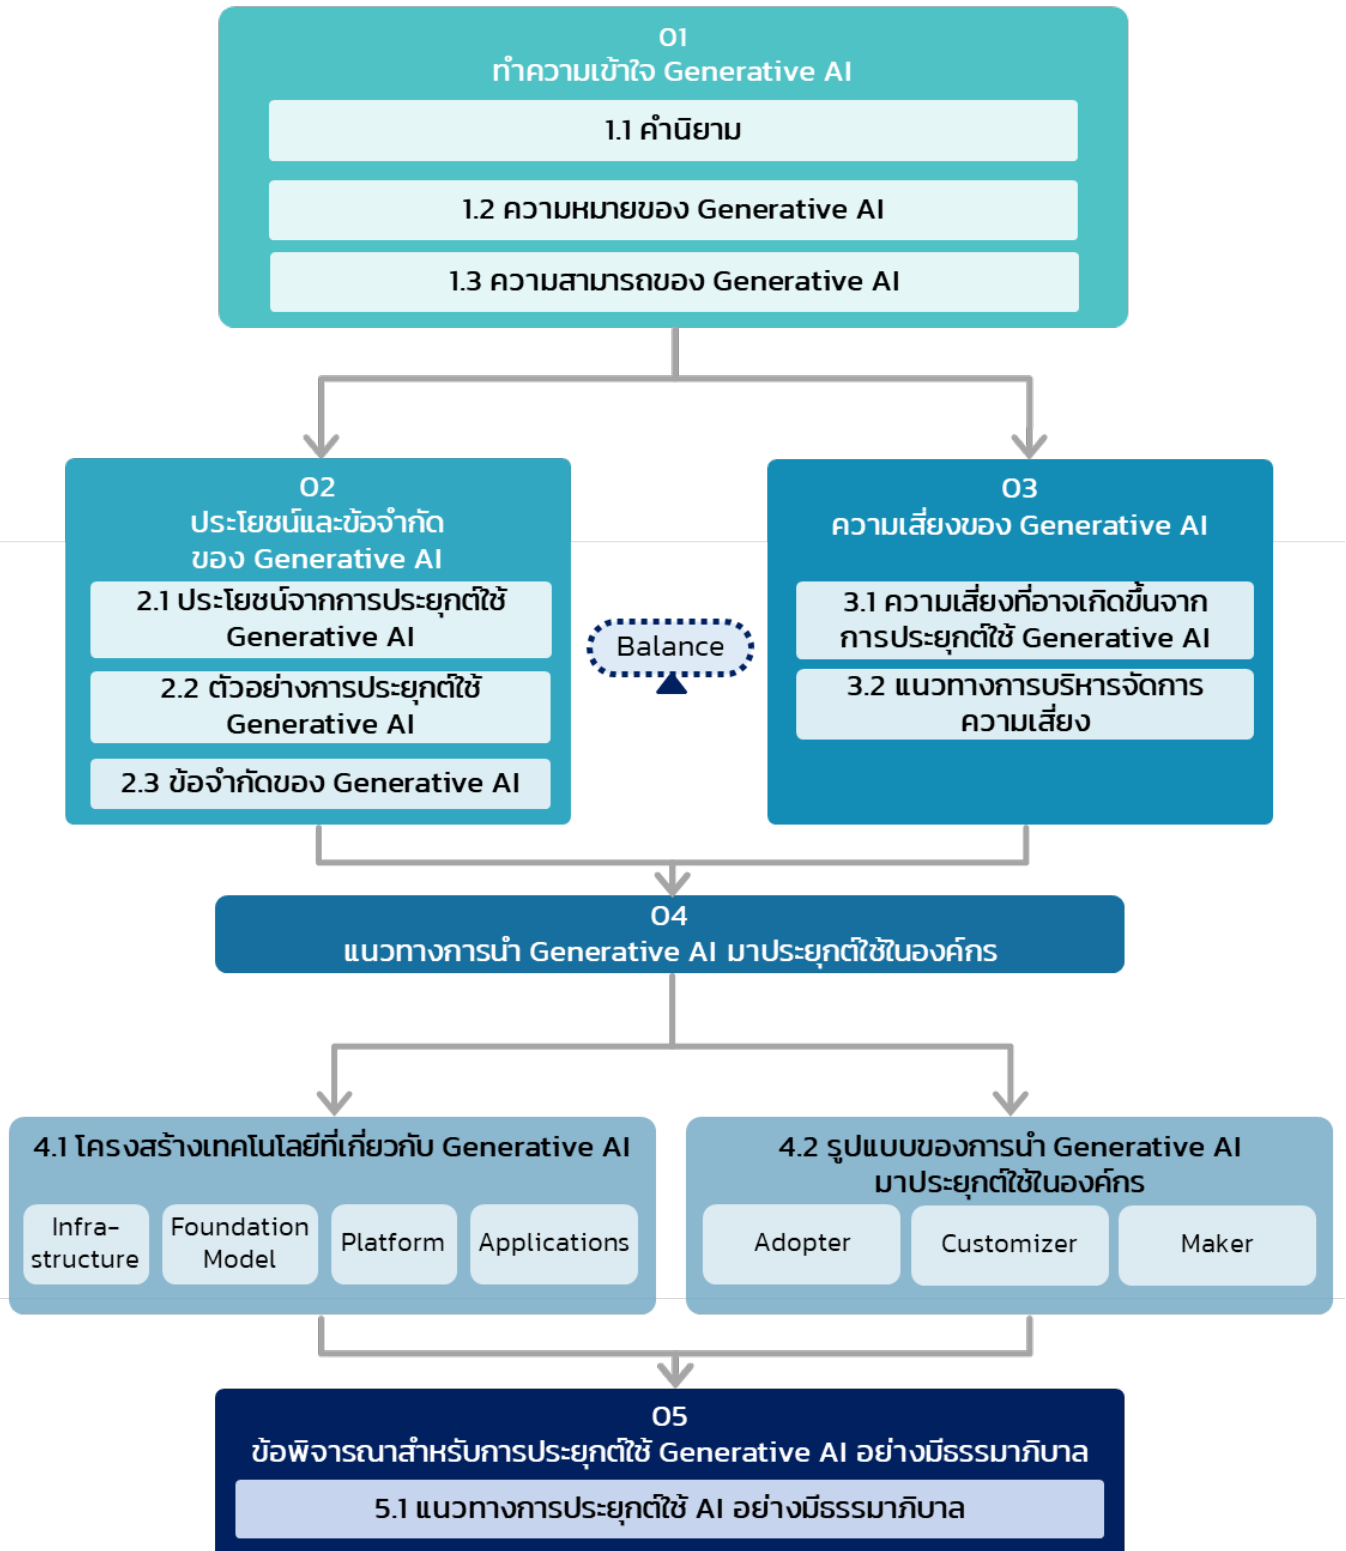 01
ทำความเข้าใจ Generative AI
1.1 คำนิยาม
1.2 ความหมายของ Generative AI
1.3 ความสามารถของ Generative AI
02
ประโยชน์และข้อจำกัด
ของ Generative AI
2.1 ประโยชน์จากการประยุกต์ใช้
Generative AI
2.2 ตัวอย่างการประยุกต์ใช้
Generative AI
2.3 ข้อจำกัดของ Generative AI
Balance
03
ความเสี่ยงของ Generative AI
3.1 ความเสี่ยงที่อาจเกิดขึ้นจาก
การประยุกต์ใช้ Generative AI
3.2 แนวทางการบริหารจัดการ
ความเสี่ยง
04
แนวทางการนำ Generative AI มาประยุกต์ใช้ในองค์กร
4.1 โครงสร้างเทคโนโลยีที่เกี่ยวกับ Generative AI
Infra-
structure
Foundation
Model
Platform
Applications
4.2 รูปแบบของการนำ Generative AI
มาประยุกต์ใช้ในองค์กร
Adopter
Customizer
Maker
05
ข้อพิจารณาสำหรับการประยุกต์ใช้ Generative AI อย่างมีธรรมาภิบาล
5.1 แนวทางการประยุกต์ใช้ AI อย่างมีธรรมาภิบาล